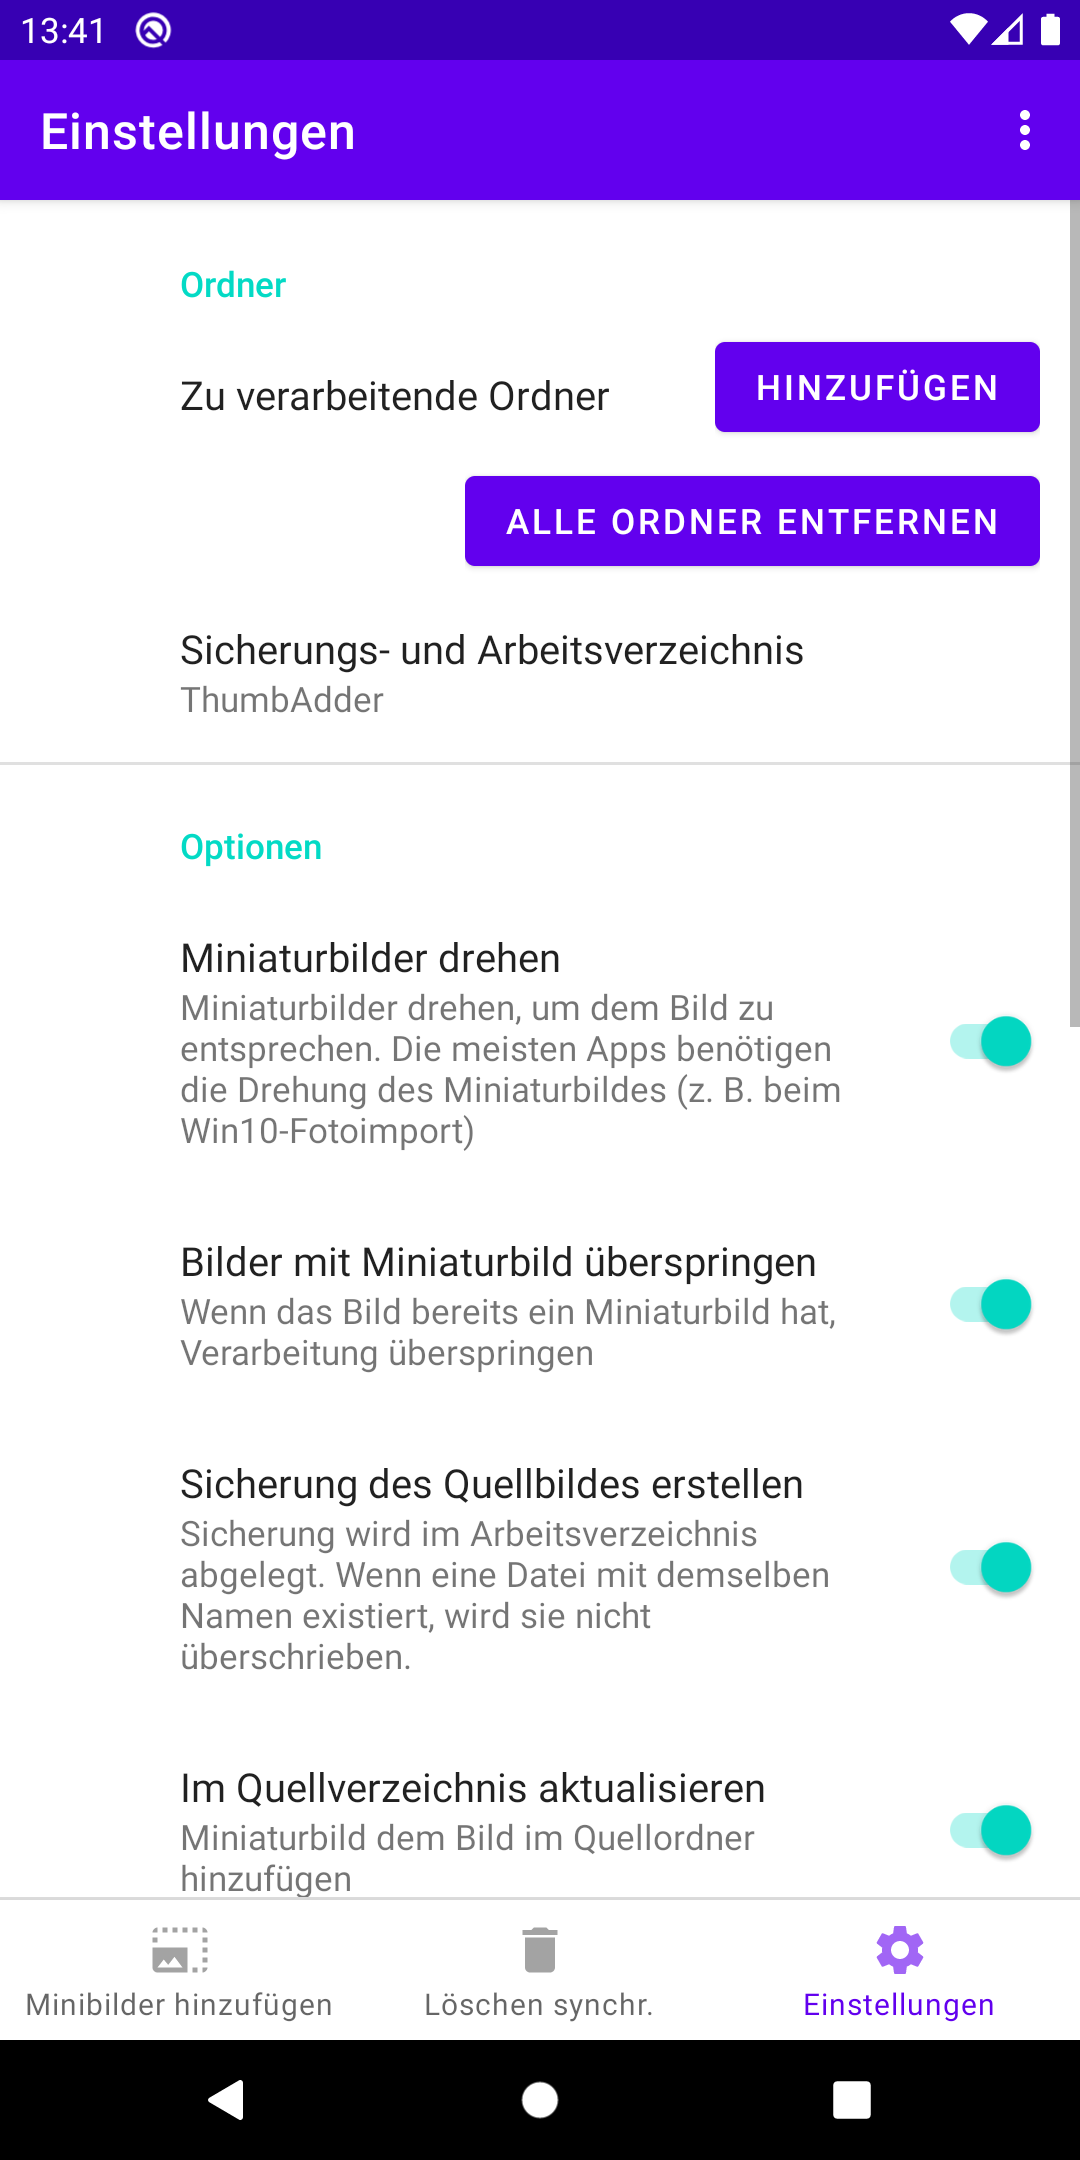 13:41
Einstellungen
Ordner
Zu verarbeitende Ordner
HINZUFÜGEN
ALLE ORDNER ENTFERNEN
Sicherungs- und Arbeitsverzeichnis
ThumbAdder
Optionen
Miniaturbilder drehen
Miniaturbilder drehen, um dem Bild zu
entsprechen. Die meisten Apps benötigen
die Drehung des Miniaturbildes (z. B. beim
Win10-Fotoimport)
Bilder mit Miniaturbild überspringen
Wenn das Bild bereits ein Miniaturbild hat,
Verarbeitung überspringen
Sicherung des Quellbildes erstellen
Sicherung wird im Arbeitsverzeichnis
abgelegt. Wenn eine Datei mit demselben
Namen existiert, wird sie nicht
überschrieben.
Im Quellverzeichnis aktualisieren
Miniaturbild dem Bild im Quellordner
hinzufügen
Minibilder hinzufügen
Löschen synchr.
Einstellungen